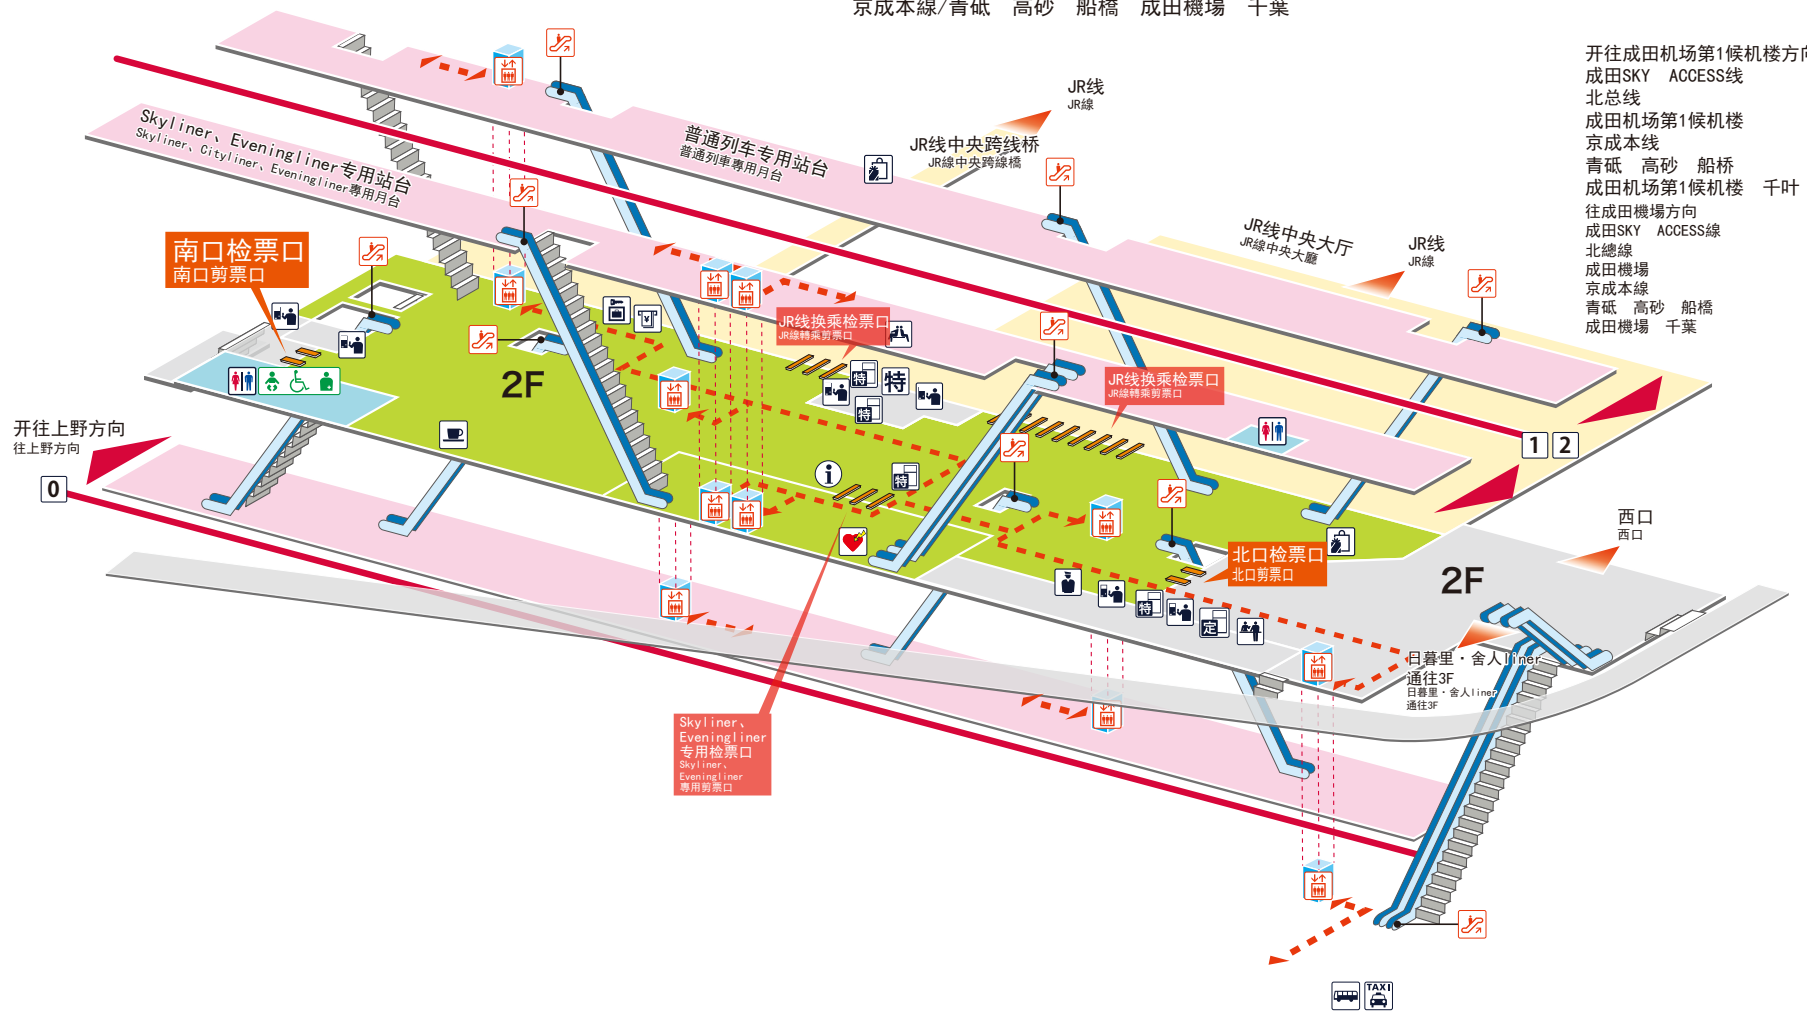 京成本線/青砥　高砂　船橋　成田機場　千葉
开往成田机场第1候机楼方向
成田SKY　ACCESS线
北总线
成田机场第1候机楼
京成本线
青砥　高砂　船桥
成田机场第1候机楼　千叶
往成田機場方向
成田SKY　ACCESS線
北總線
成田機場
京成本線
青砥　高砂　船橋
成田機場　千葉
JR线
JR線
JR线中央跨线桥
JR線中央跨線橋
普通列车专用站台
普通列車專用月台
Skyliner、Eveningliner专用站台
Skyliner、Cityliner、Eveningliner專用月台
JR线中央大厅
JR線中央大廳
JR线
JR線
南口检票口
南口剪票口
JR线换乘检票口
JR線轉乘剪票口
特
特
特
JR线换乘检票口
JR線轉乘剪票口
2F
开往上野方向
往上野方向
0
1 2
i
特
西口
西口
北口检票口
北口剪票口
2F
特
定
日暮里・舍人liner
通往3F
日暮里・舍人liner
通往3F
Skyliner、
Eveningliner
专用检票口
Skyliner、
Eveningliner
專用剪票口
TAXI